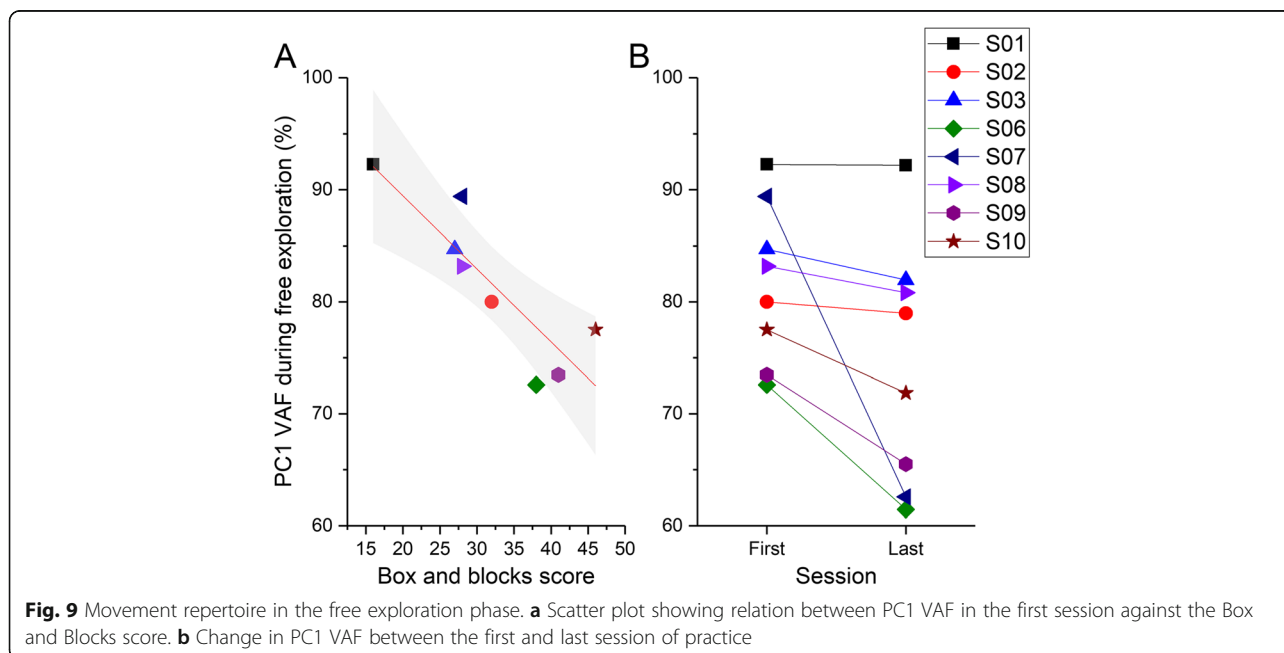 A
B
S01
S02
S03
S06
S07
S08
S09
S10
PC1 VAF during free exploration (%)
100
90
80
70
60
15 20 25 30 35 40 45 50
Box and blocks score
100
90
80
70
60
First Last
Session
Fig. 9 Movement repertoire in the free exploration phase. a Scatter plot showing relation between PC1 VAF in the first session against the Box
and Blocks score. b Change in PC1 VAF between the first and last session of practice